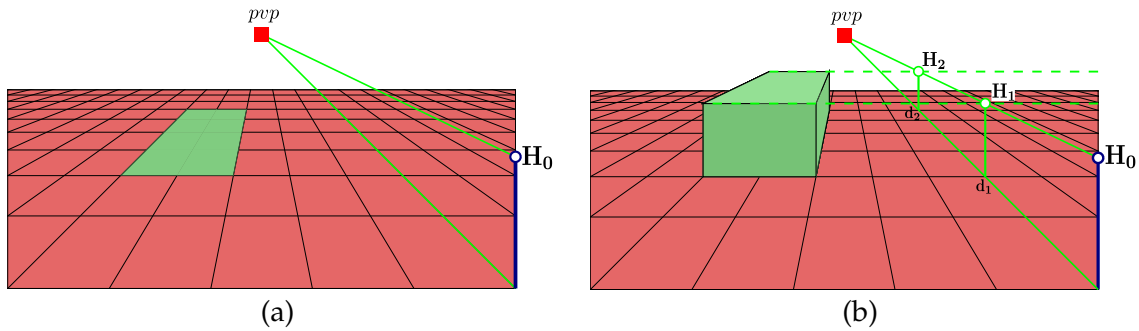 pvp
H₀
(a)
pvp
H₂
H₁
d₂
H₀
d₁
(b)